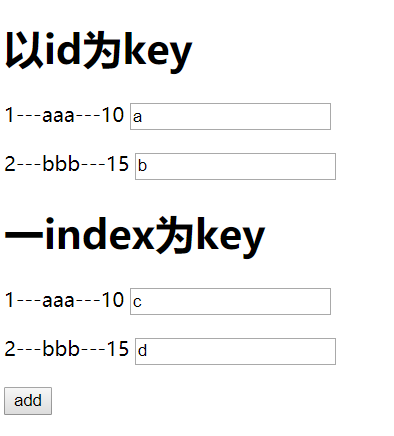 以id为key
1---aaa---10 a
2---bbb---15 b
一index为key
1---aaa---10 c
2---bbb---15 d
add